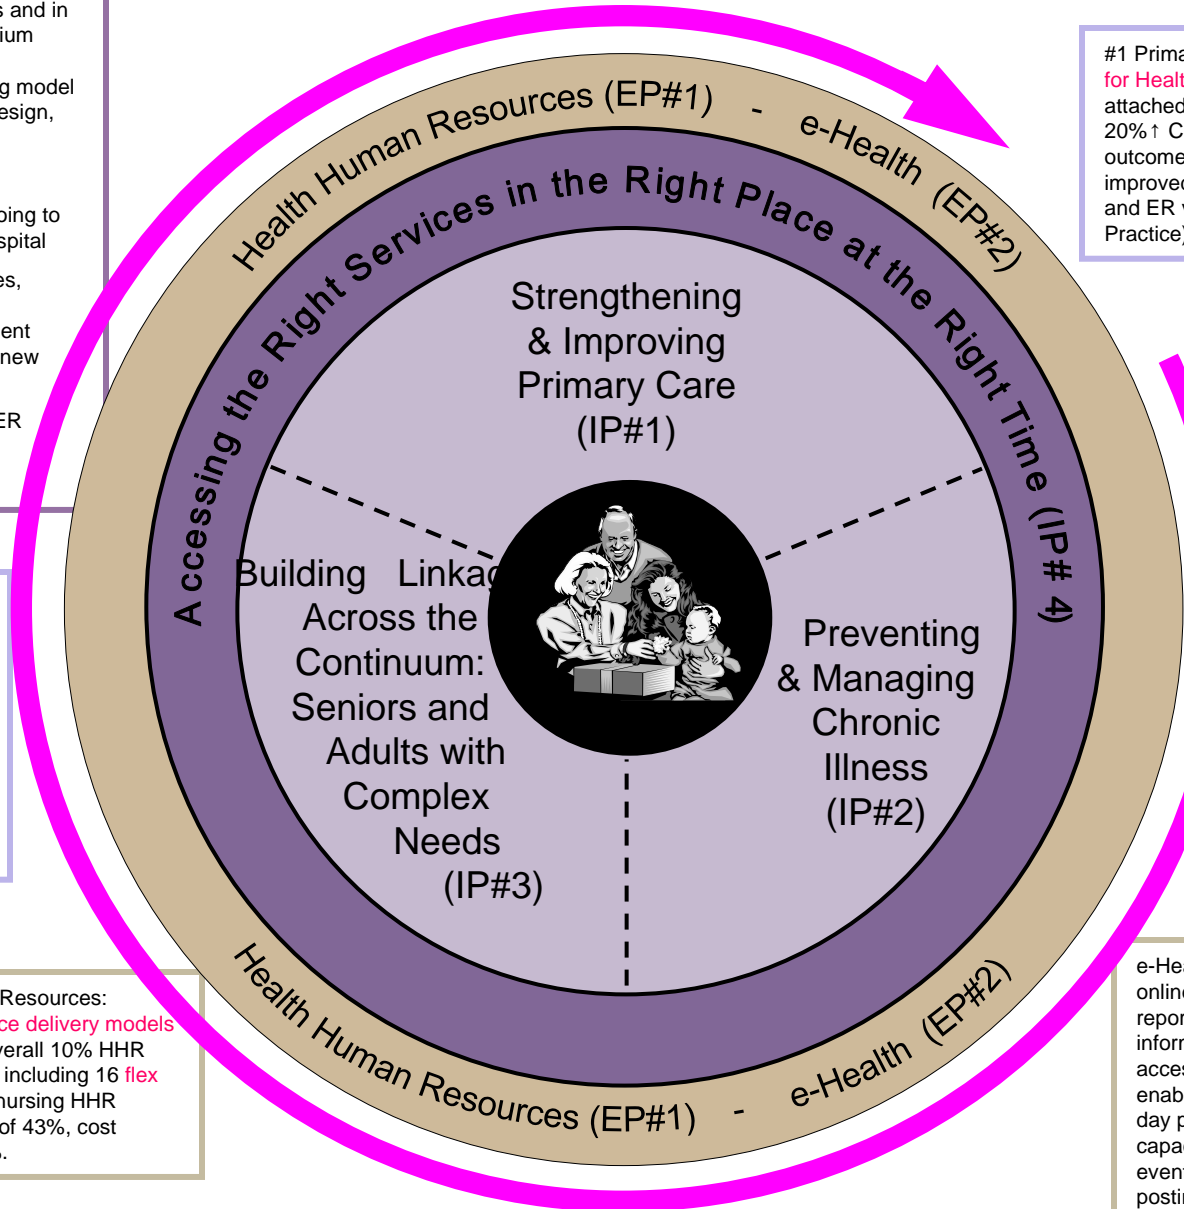 s and in
ium
g model
esign,
oing to
spital
es,
ent
new
ER
#1 Prima
for Healt
attached
20%↑ C
outcome
improved
and ER v
Practice)
Health Human Resources (EP#1) - e-Health (EP#2)
Accessing the Right Services in the Right Place at the Right Time (IP# 4)
Strengthening
& Improving
Primary Care
(IP#1)
Building Linkag
Across the
Continuum:
Seniors and
Adults with
Complex
Needs
(IP#3)
Preventing
& Managing
Chronic
Illness
(IP#2)
Health Human Resources (EP#1) - e-Health (EP#2)
Resources:
ce delivery models
verall 10% HHR
including 16 flex
nursing HHR
of 43%, cost
e-Hea
online
repor
inform
acces
enab
day p
capac
event
postin